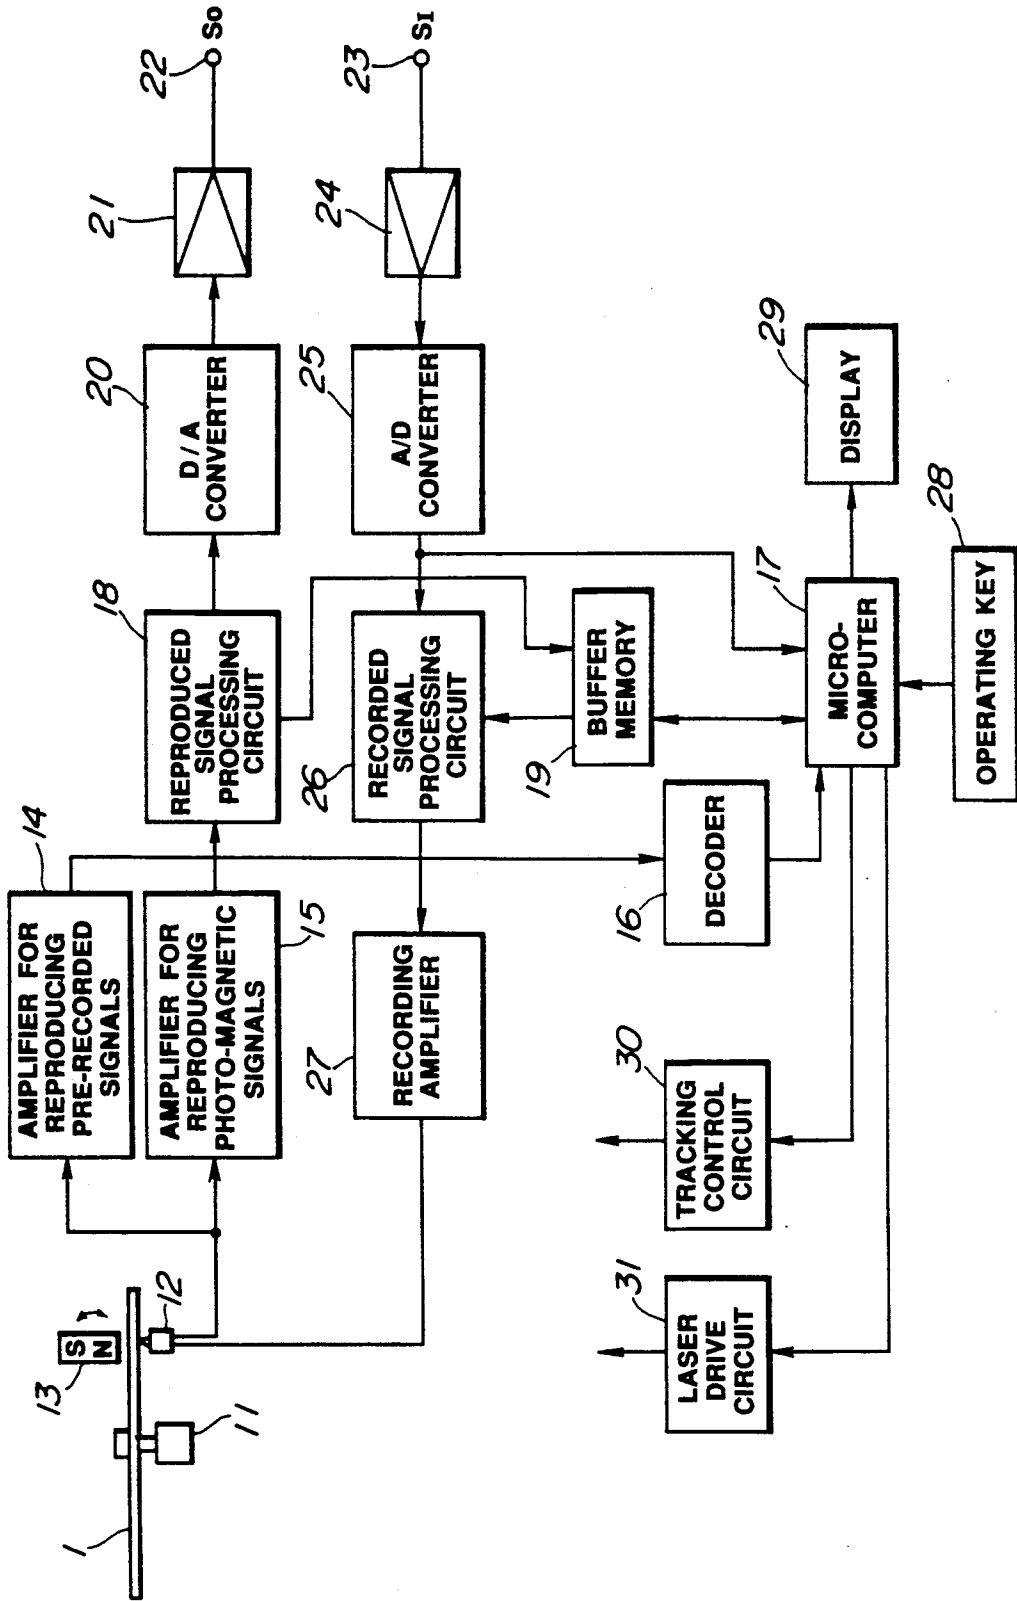 1
11
12
13
S
N
14
AMPLIFIER FOR
REPRODUCING
PRE-RECORDED
SIGNALS
AMPLIFIER FOR
REPRODUCING
PHOTO-MAGNETIC
SIGNALS
15
18
REPRODUCED
SIGNAL
PROCESSING
CIRCUIT
20
D/A
CONVERTER
21
22
So
27
RECORDING
AMPLIFIER
26
RECORDED
SIGNAL
PROCESSING
CIRCUIT
25
A/D
CONVERTER
24
23
SI
19
BUFFER
MEMORY
16
DECODER
17
MICRO-
COMPUTER
29
DISPLAY
28
OPERATING KEY
30
TRACKING
CONTROL
CIRCUIT
31
LASER
DRIVE
CIRCUIT